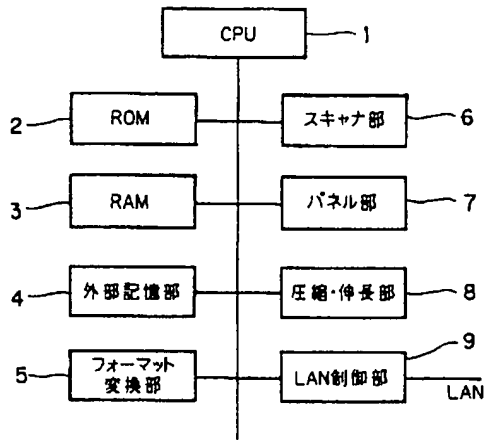 CPU
1
2
ROM
スキャナ部
6
3
RAM
パネル部
7
4
外部記憶部
圧縮・伸長部
8
5
フォーマット
変換部
LAN制御部
9
LAN